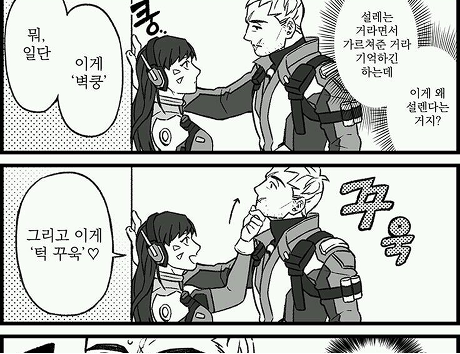 뭐,
일단
이게
'벽쿵'
쿵.
설레는
거라면서
가르쳐준 거라
기억하긴
하는데
이게 왜
설렌다는
거지?
그리고 이게
'턱 꾸욱'♡
꾸
욱